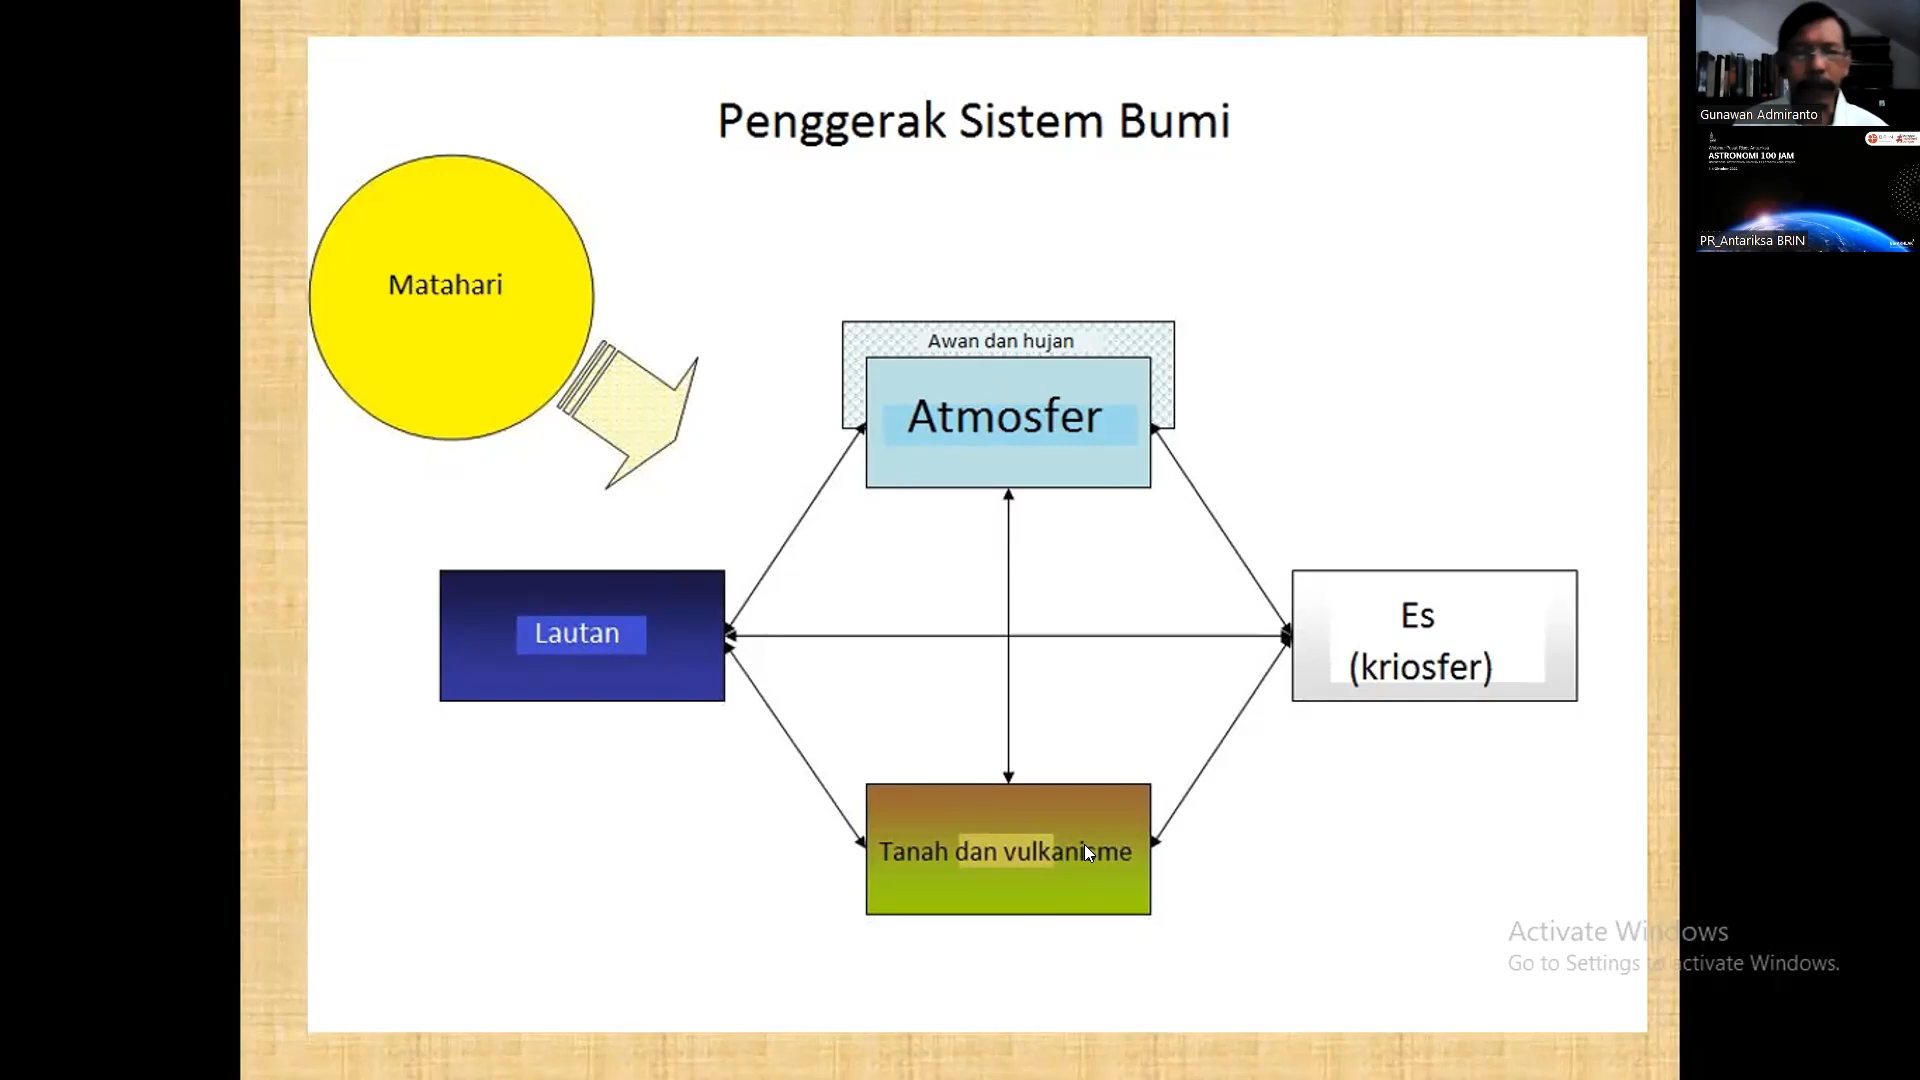 Penggerak Sistem Bumi
Matahari
Awan dan hujan
Atmosfer
Lautan
Es
(kriosfer)
Tanah dan vulkanisme
Activate Windows
Go to Settings to activate Windows.
Gunawan Admiranto
ASTRONOMI 100 JAM
PR_Antariksa BRIN